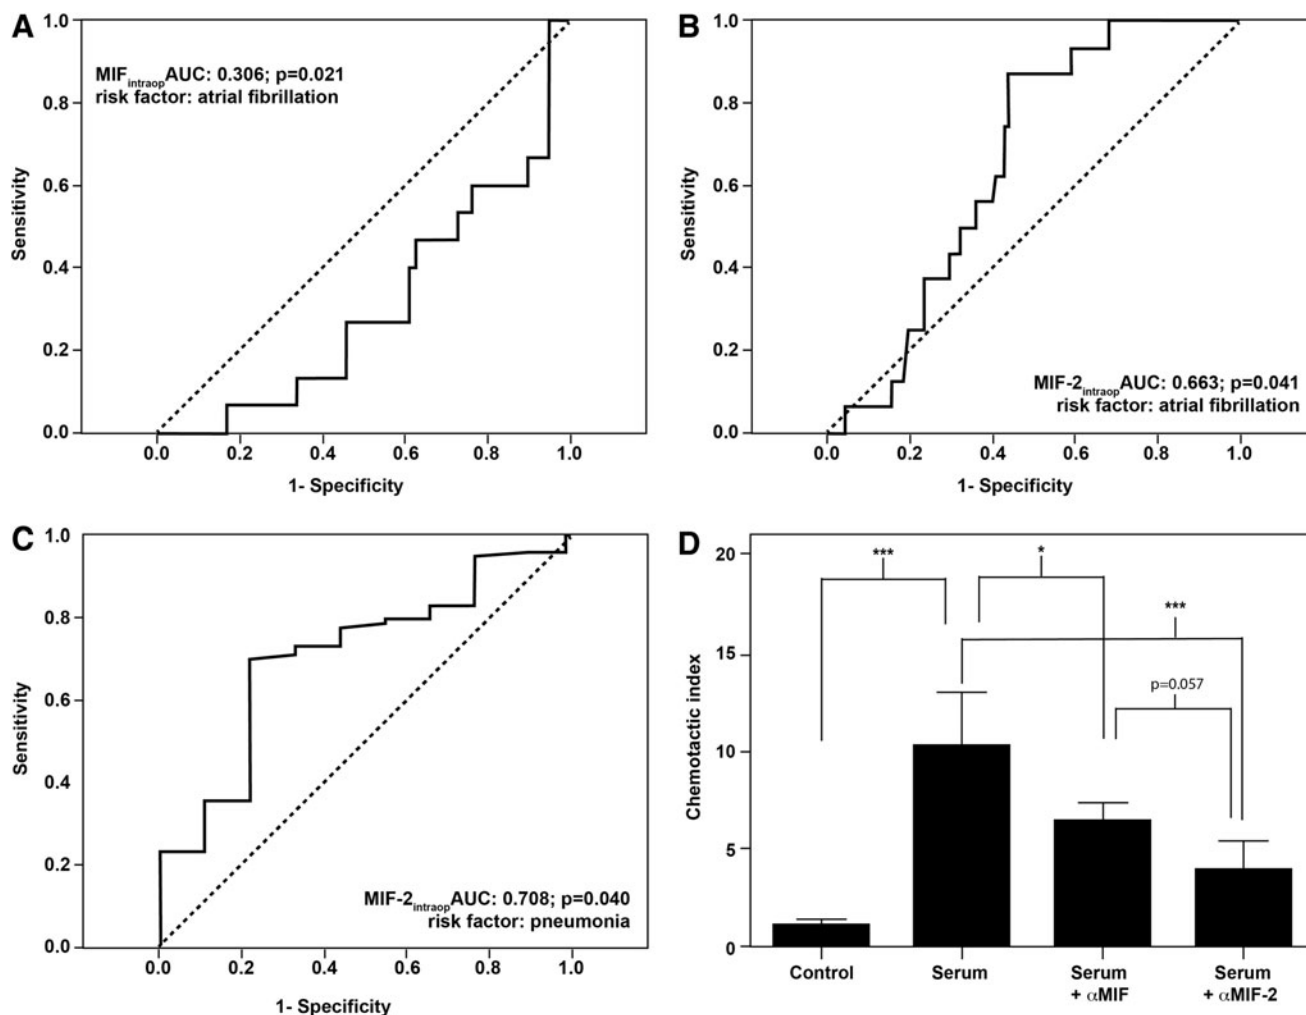 A
1.0
0.8
0.6
0.4
0.2
0.0
Sensitivity
MIFintraopAUC: 0.306; p=0.021
risk factor: atrial fibrillation
0.0 0.2 0.4 0.6 0.8 1.0
1- Specificity
B
1.0
0.8
0.6
0.4
0.2
0.0
Sensitivity
MIF-2intraopAUC: 0.663; p=0.041
risk factor: atrial fibrillation
0.0 0.2 0.4 0.6 0.8 1.0
1- Specificity
C
1.0
0.8
0.6
0.4
0.2
0.0
Sensitivity
MIF-2intraopAUC: 0.708; p=0.040
risk factor: pneumonia
0.0 0.2 0.4 0.6 0.8 1.0
1- Specificity
D
20
15
10
5
0
Chemotactic index
***
*
***
p=0.057
Control
Serum
Serum
+ αMIF
Serum
+ αMIF-2